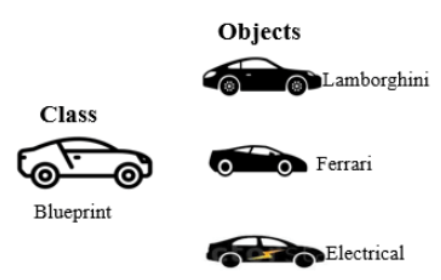 Objects
Lamborghini
Class
Ferrari
Blueprint
Electrical